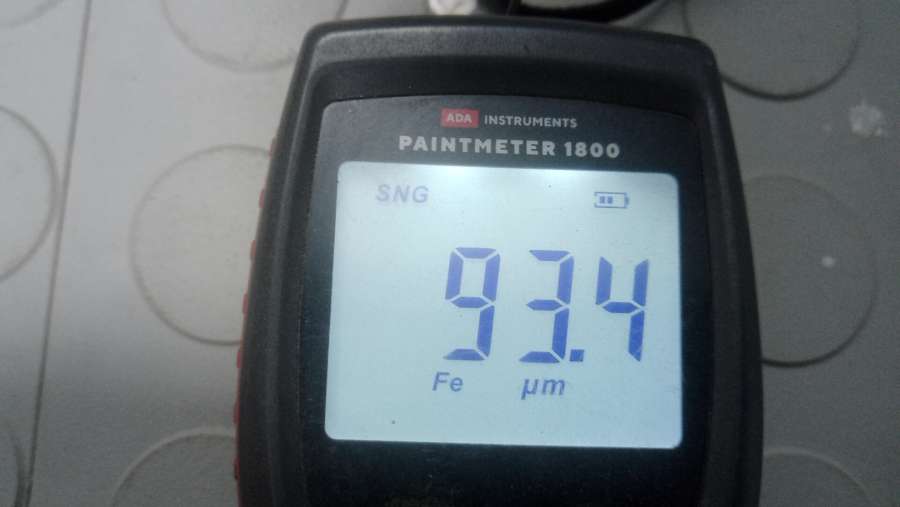 ADA INSTRUMENTS
PAINTMETER 1800
SNG
93.4
Fe µm